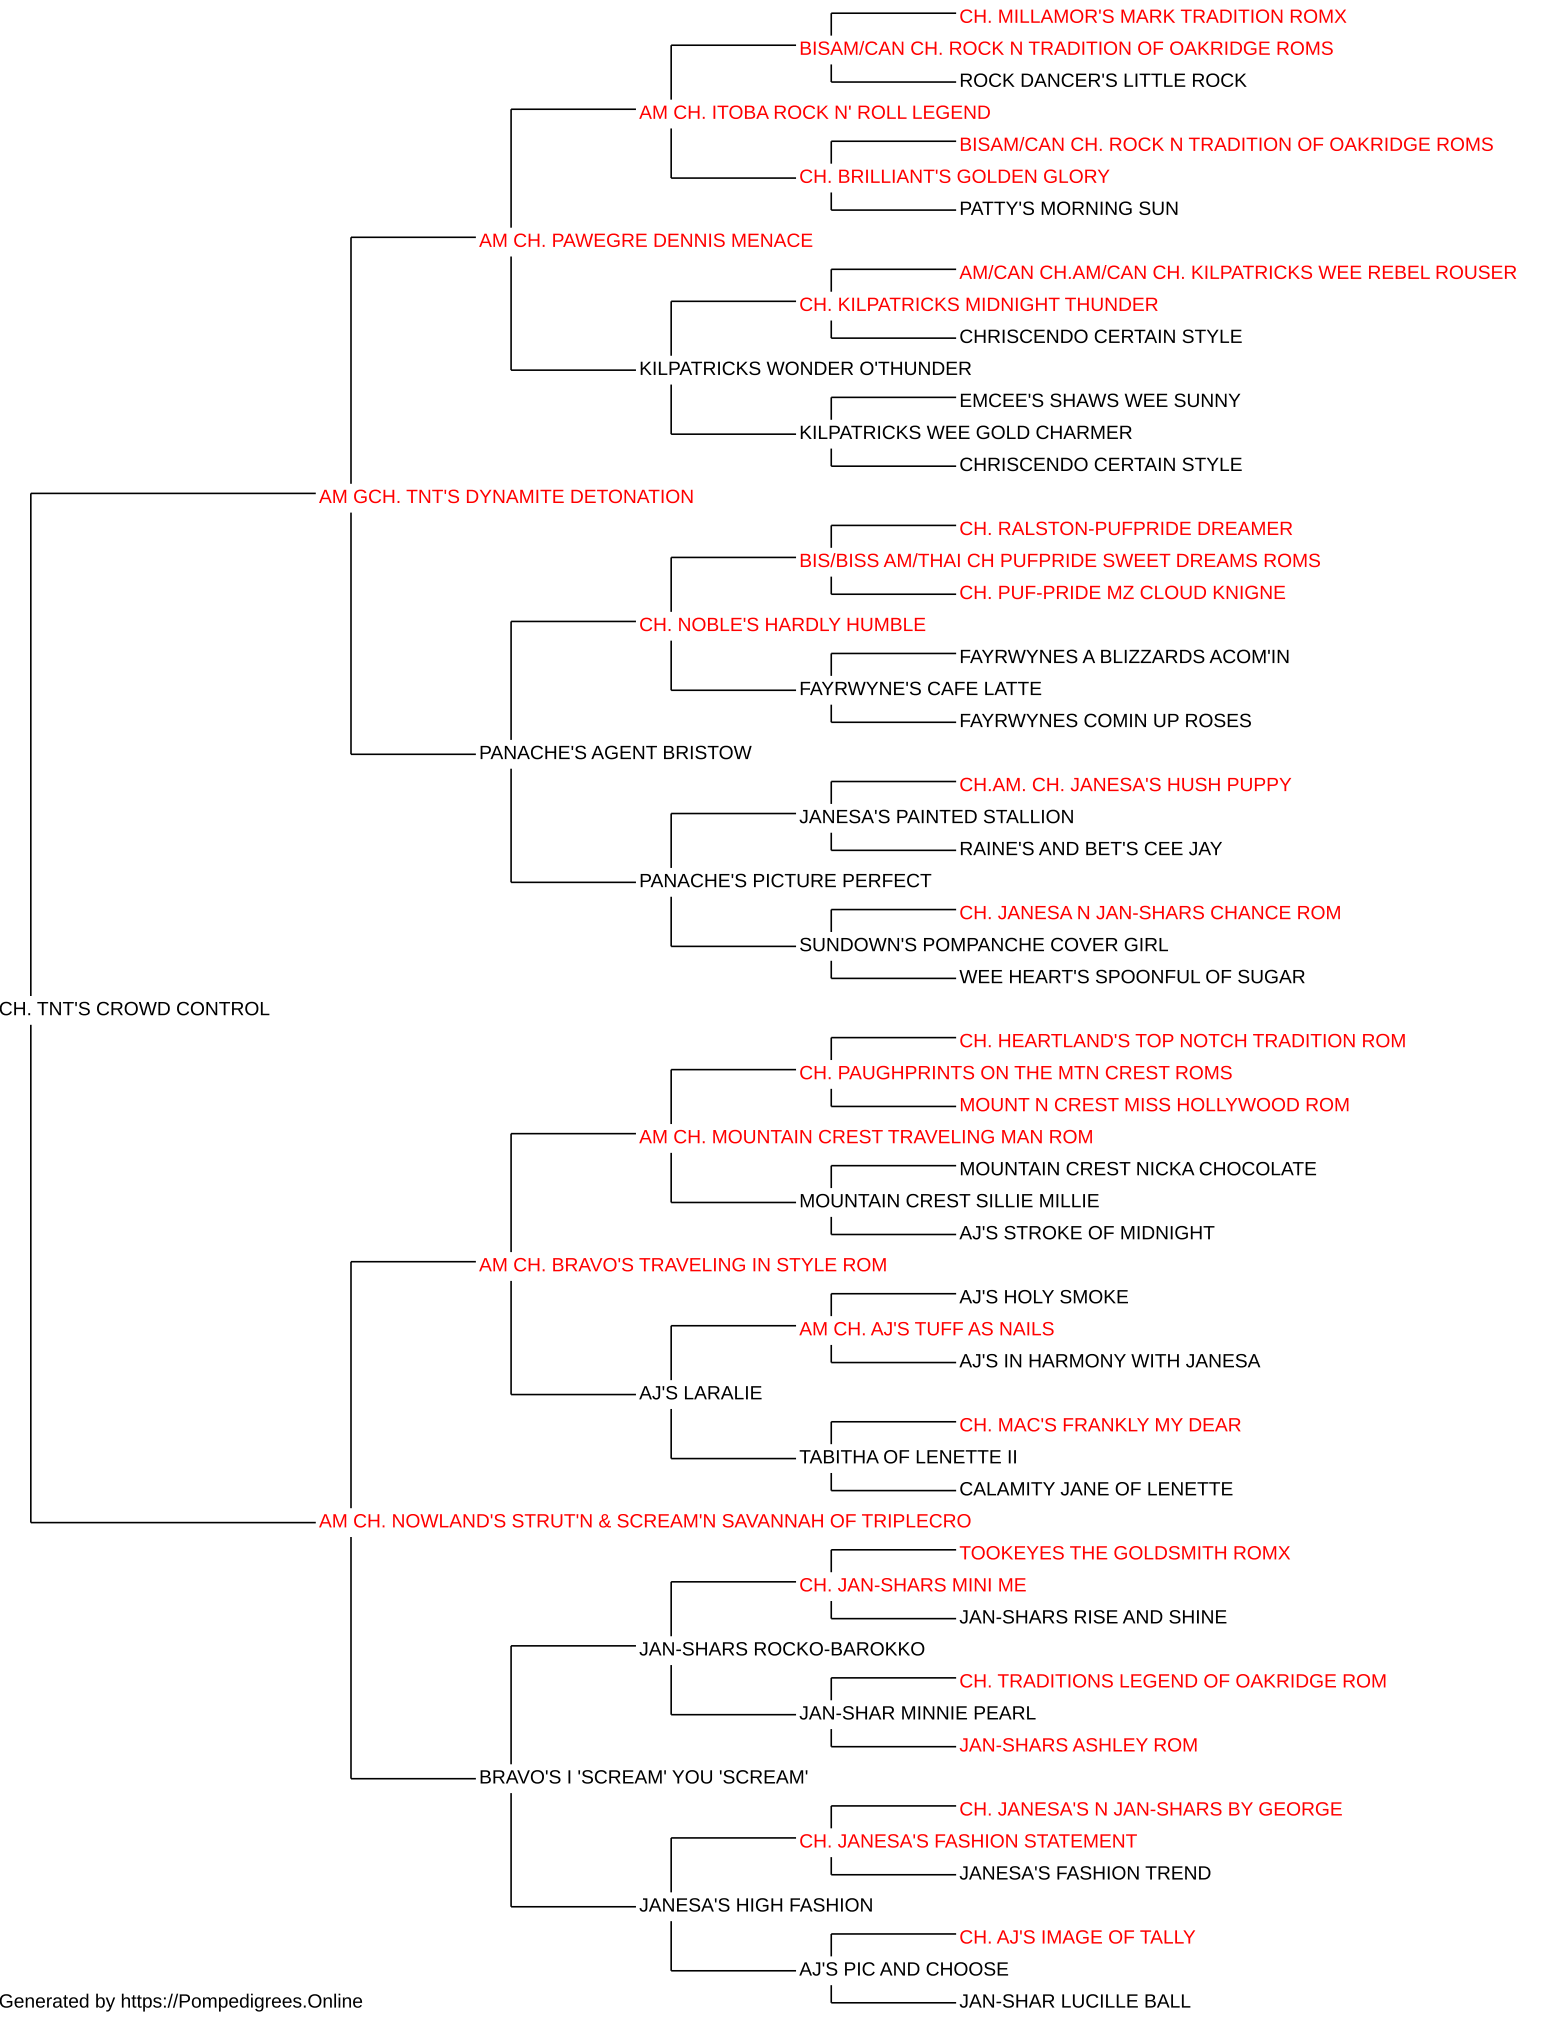 CH. MILLAMOR'S MARK TRADITION ROMX
BISAM/CAN CH. ROCK N TRADITION OF OAKRIDGE ROMS
ROCK DANCER'S LITTLE ROCK
AM CH. ITOBA ROCK N' ROLL LEGEND
BISAM/CAN CH. ROCK N TRADITION OF OAKRIDGE ROMS
CH. BRILLIANT'S GOLDEN GLORY
PATTY'S MORNING SUN
AM CH. PAWEGRE DENNIS MENACE
AM/CAN CH.AM/CAN CH. KILPATRICKS WEE REBEL ROUSER
CH. KILPATRICKS MIDNIGHT THUNDER
CHRISCENDO CERTAIN STYLE
KILPATRICKS WONDER O'THUNDER
EMCEE'S SHAWS WEE SUNNY
KILPATRICKS WEE GOLD CHARMER
CHRISCENDO CERTAIN STYLE
AM GCH. TNT'S DYNAMITE DETONATION
CH. RALSTON-PUFPRIDE DREAMER
BIS/BISS AM/THAI CH PUFPRIDE SWEET DREAMS ROMS
CH. PUF-PRIDE MZ CLOUD KNIGNE
CH. NOBLE'S HARDLY HUMBLE
FAYRWYNES A BLIZZARDS ACOM'IN
FAYRWYNE'S CAFE LATTE
FAYRWYNES COMIN UP ROSES
PANACHE'S AGENT BRISTOW
CH.AM. CH. JANESA'S HUSH PUPPY
JANESA'S PAINTED STALLION
RAINE'S AND BET'S CEE JAY
PANACHE'S PICTURE PERFECT
CH. JANESA N JAN-SHARS CHANCE ROM
SUNDOWN'S POMPANCHE COVER GIRL
WEE HEART'S SPOONFUL OF SUGAR
CH. TNT'S CROWD CONTROL
CH. HEARTLAND'S TOP NOTCH TRADITION ROM
CH. PAUGHPRINTS ON THE MTN CREST ROMS
MOUNT N CREST MISS HOLLYWOOD ROM
AM CH. MOUNTAIN CREST TRAVELING MAN ROM
MOUNTAIN CREST NICKA CHOCOLATE
MOUNTAIN CREST SILLIE MILLIE
AJ'S STROKE OF MIDNIGHT
AM CH. BRAVO'S TRAVELING IN STYLE ROM
AJ'S HOLY SMOKE
AM CH. AJ'S TUFF AS NAILS
AJ'S IN HARMONY WITH JANESA
AJ'S LARALIE
CH. MAC'S FRANKLY MY DEAR
TABITHA OF LENETTE II
CALAMITY JANE OF LENETTE
AM CH. NOWLAND'S STRUT'N & SCREAM'N SAVANNAH OF TRIPLECRO
TOOKEYES THE GOLDSMITH ROMX
CH. JAN-SHARS MINI ME
JAN-SHARS RISE AND SHINE
JAN-SHARS ROCKO-BAROKKO
CH. TRADITIONS LEGEND OF OAKRIDGE ROM
JAN-SHAR MINNIE PEARL
JAN-SHARS ASHLEY ROM
BRAVO'S I 'SCREAM' YOU 'SCREAM'
CH. JANESA'S N JAN-SHARS BY GEORGE
CH. JANESA'S FASHION STATEMENT
JANESA'S FASHION TREND
JANESA'S HIGH FASHION
CH. AJ'S IMAGE OF TALLY
AJ'S PIC AND CHOOSE
JAN-SHAR LUCILLE BALL
Generated by https://Pompedigrees.Online